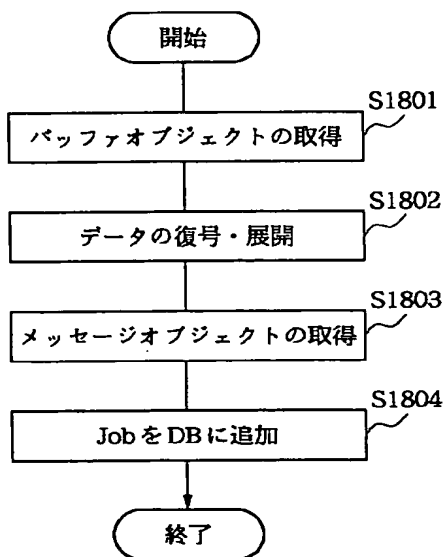 開始
S1801
バッファオブジェクトの取得
S1802
データの復号・展開
S1803
メッセージオブジェクトの取得
S1804
JobをDBに追加
終了